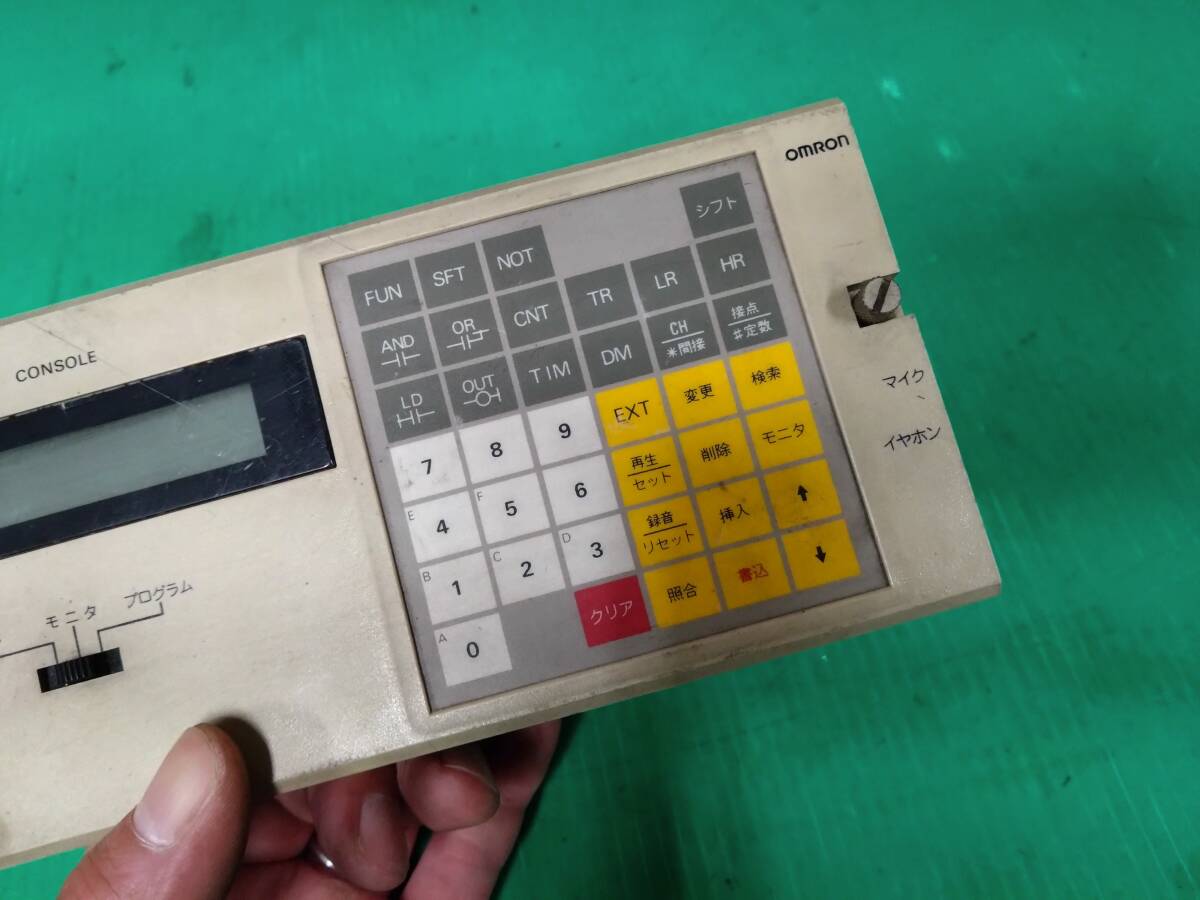 OMRON
CONSOLE
モニタ
プログラム
マイク
イヤホン
シフト
FUN
SFT
NOT
AND
OR
CNT
TR
LR
HR
LD
OUT
TIM
DM
CH
*間接
接点
#定数
7
8
9
EXT
変更
検索
E
4
F
5
6
再生
セット
削除
モニタ
B
1
C
2
D
3
録音
リセット
挿入
↑
A
0
クリア
照合
書込
↓